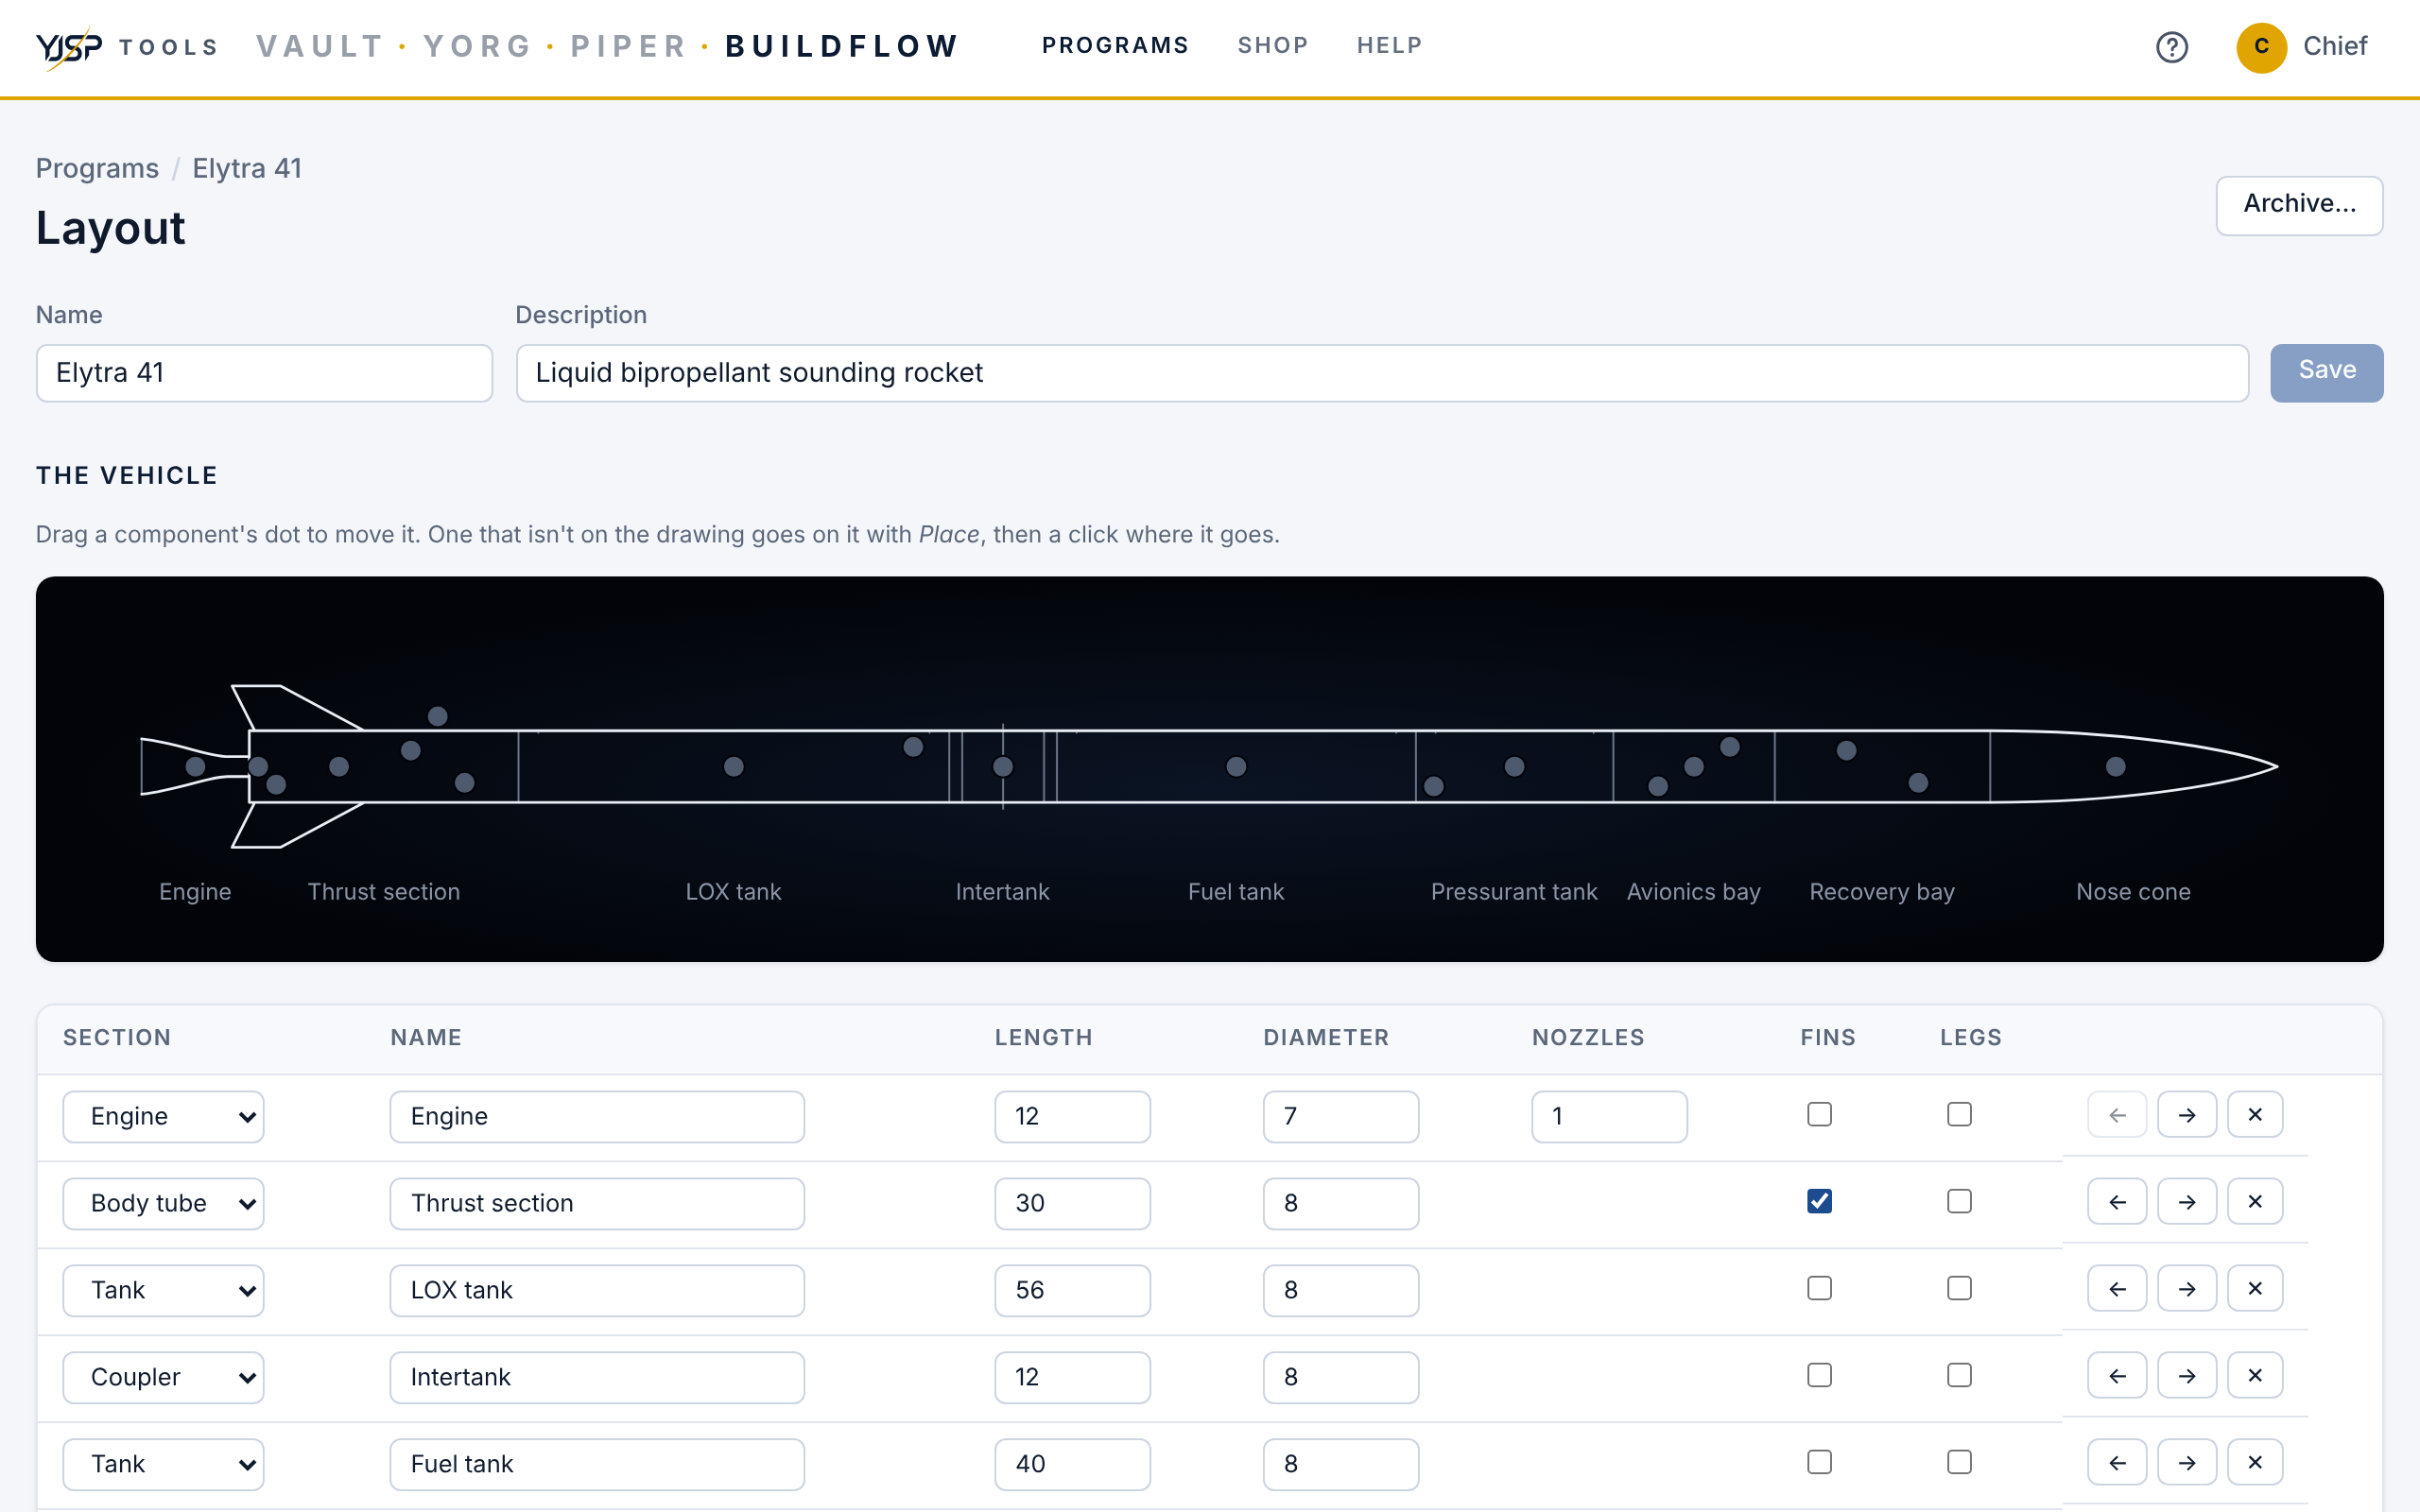 YJSP TOOLS VAULT · YORG · PIPER · BUILDFLOW PROGRAMS SHOP HELP C Chief
Programs / Elytra 41
Layout
Archive...
Name Description
Elytra 41 Liquid bipropellant sounding rocket Save
THE VEHICLE
Drag a component's dot to move it. One that isn't on the drawing goes on it with Place, then a click where it goes.
Engine Thrust section LOX tank Intertank Fuel tank Pressurant tank Avionics bay Recovery bay Nose cone
SECTION NAME LENGTH DIAMETER NOZZLES FINS LEGS
Engine Engine 12 7 1
Body tube Thrust section 30 8
Tank LOX tank 56 8
Coupler Intertank 12 8
Tank Fuel tank 40 8